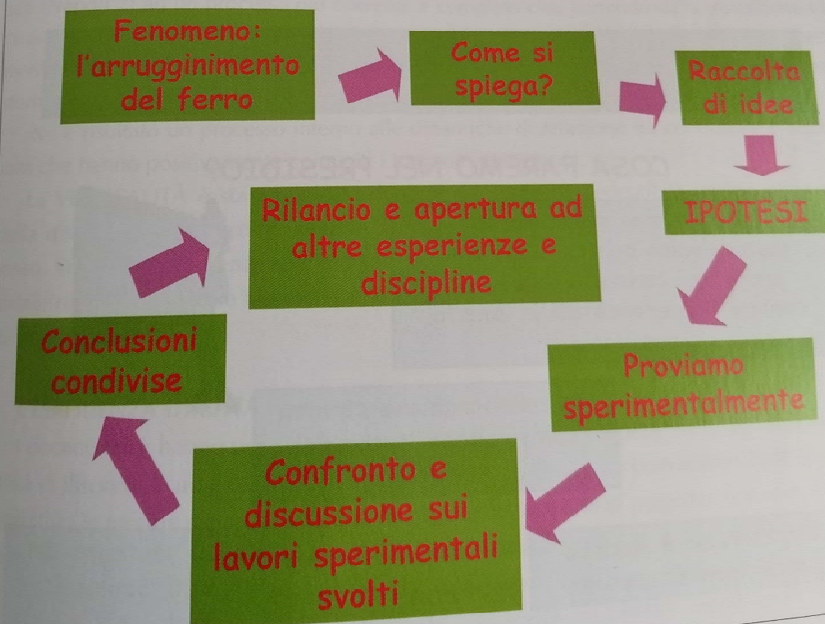 Fenomeno:
l'arrugginimento
del ferro
Come si
spiega?
Raccolta
di idee
IPOTESI
Proviamo
sperimentalmente
Confronto e
discussione sui
lavori sperimentali
svolti
Conclusioni
condivise
Rilancio e apertura ad
altre esperienze e
discipline